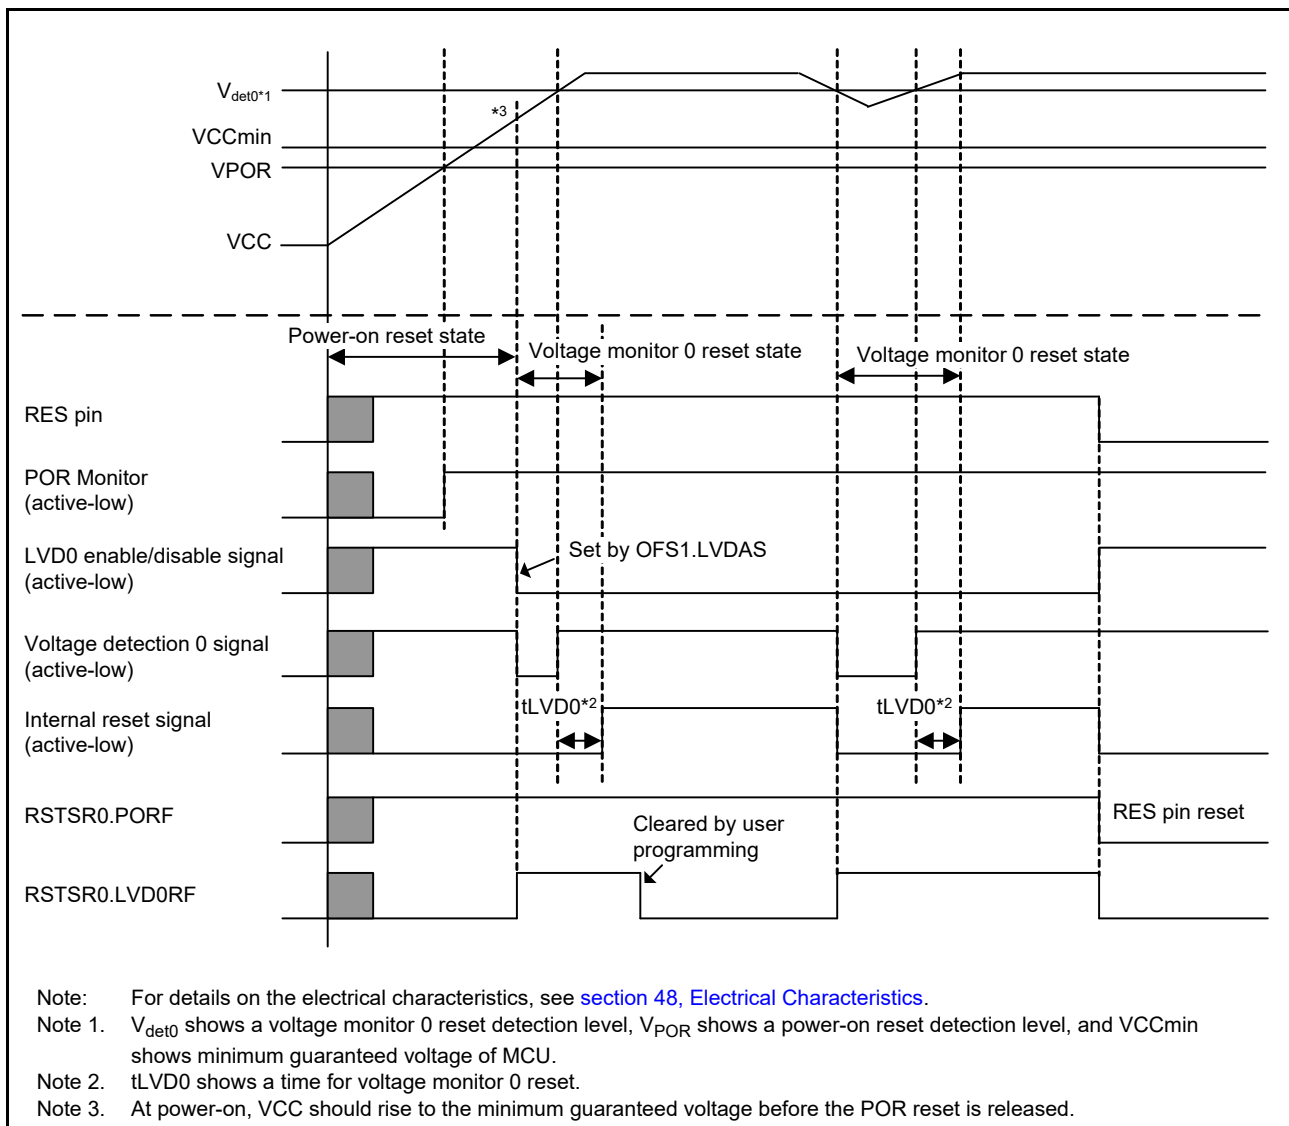 Vdet0*1
*3
VCCmin
VPOR
VCC
Power-on reset state
Voltage monitor 0 reset state
Voltage monitor 0 reset state
RES pin
POR Monitor
(active-low)
LVD0 enable/disable signal
(active-low)
Set by OFS1.LVDAS
Voltage detection 0 signal
(active-low)
Internal reset signal
(active-low)
tLVD0*2
tLVD0*2
RSTSR0.PORF
RES pin reset
Cleared by user
programming
RSTSR0.LVD0RF
Note: For details on the electrical characteristics, see section 48, Electrical Characteristics.
Note 1. Vdet0 shows a voltage monitor 0 reset detection level, VPOR shows a power-on reset detection level, and VCCmin
shows minimum guaranteed voltage of MCU.
Note 2. tLVD0 shows a time for voltage monitor 0 reset.
Note 3. At power-on, VCC should rise to the minimum guaranteed voltage before the POR reset is released.